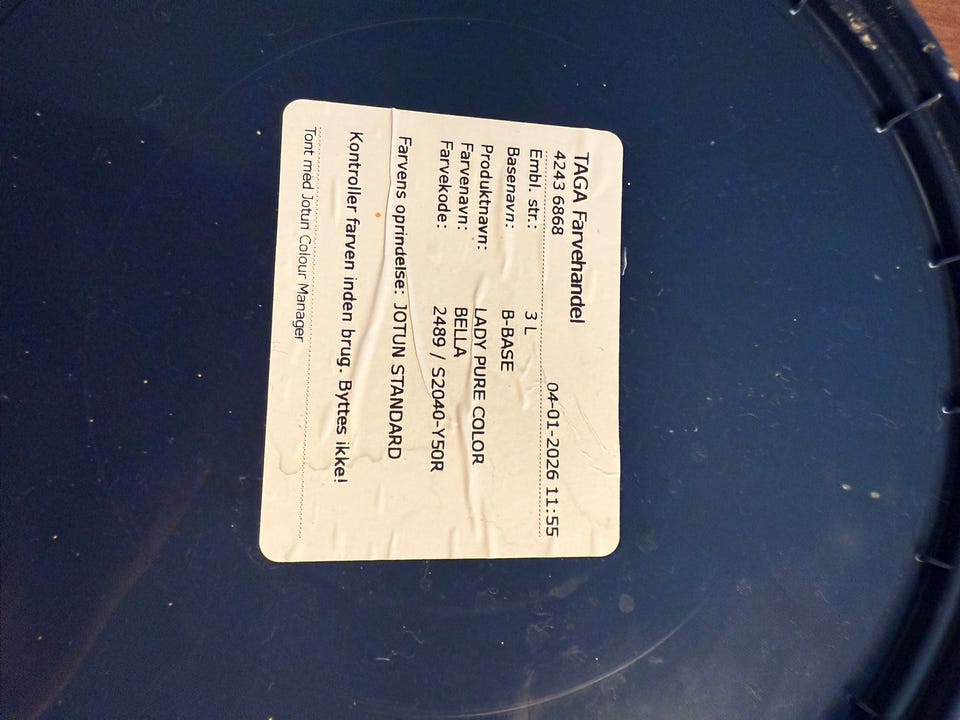 TAGA Farvehandel
4243 6868 04-01-2026 11:55
Embl. str.: 3 L
Basenavn: B-BASE
Produktnavn: LADY PURE COLOR
Farvenavn: BELLA
Farvekode: 2489 / S2040-Y50R
Farvens oprindelse: JOTUN STANDARD
Kontroller farven inden brug. Byttes ikke!
Tont med Jotun Colour Manager